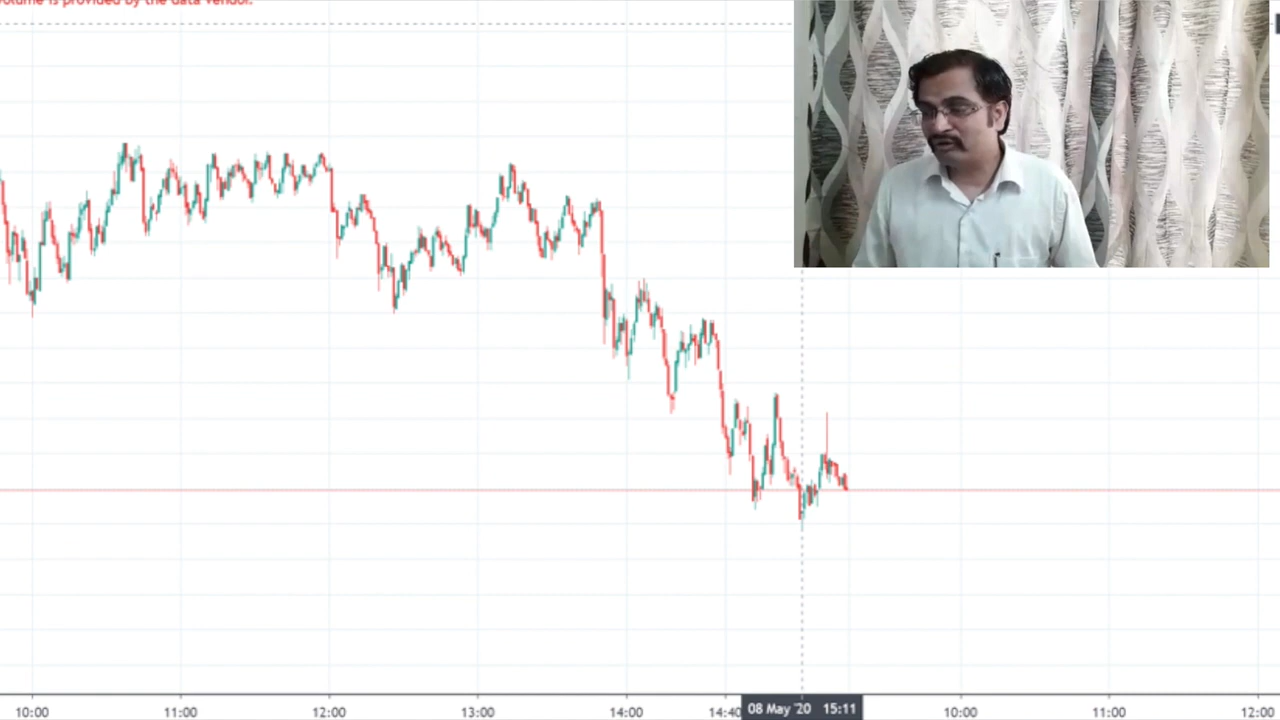 volume is provided by the data vendor.
10:00 11:00 12:00 13:00 14:00 14:40 08 May '20 15:11 10:00 11:00 12:00